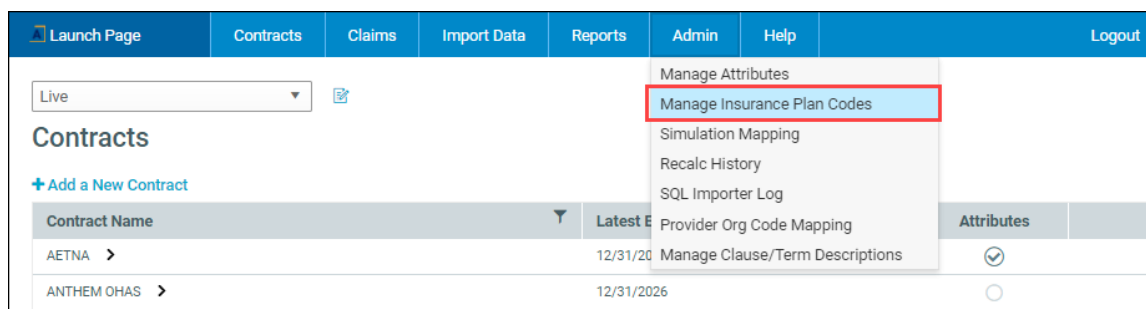 Launch Page Contracts Claims Import Data Reports Admin Help Logout
Manage Attributes
Live
Manage Insurance Plan Codes
Contracts
Simulation Mapping
Recalc History
+Add a New Contract
SQL Importer Log
Contract Name Latest E Provider Org Code Mapping Attributes
AETNA 12/31/20 Manage Clause/Term Descriptions
ANTHEM OHAS 12/31/2026